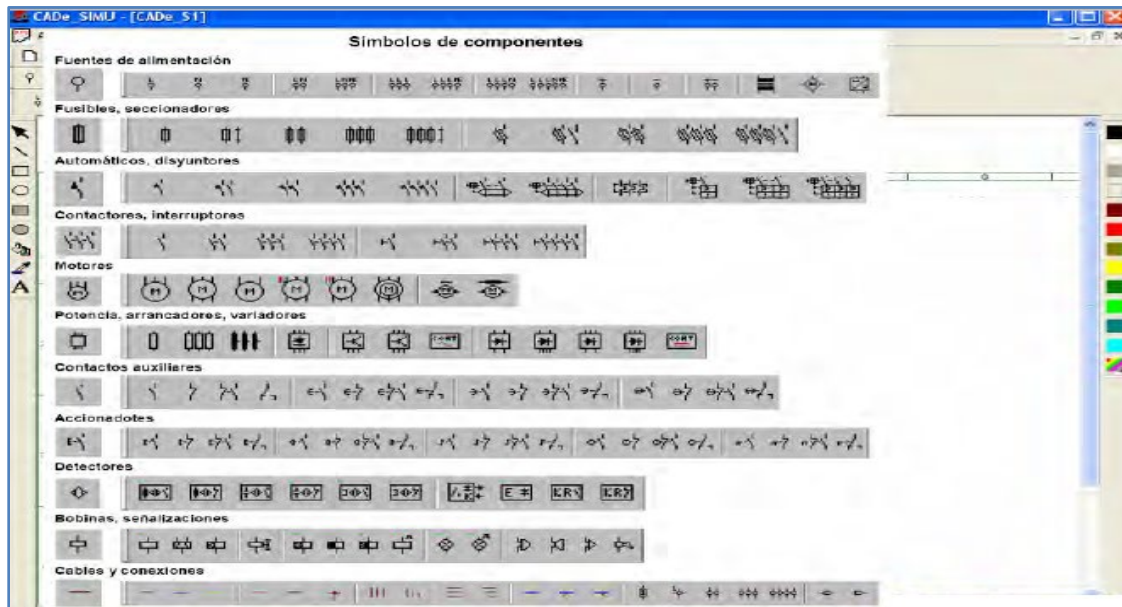 CADe_SIMU - [CADe_S1]
Simbolos de componentes
Fuentes de alimentación
Fusibles, seccionadores
Automáticos, disyuntores
Contactores, interruptores
Motores
Potencia, arrancadores, variadores
Contactos auxiliares
Accionadotes
Detectores
Bobinas, señalizaciones
Cables y conexiones
A